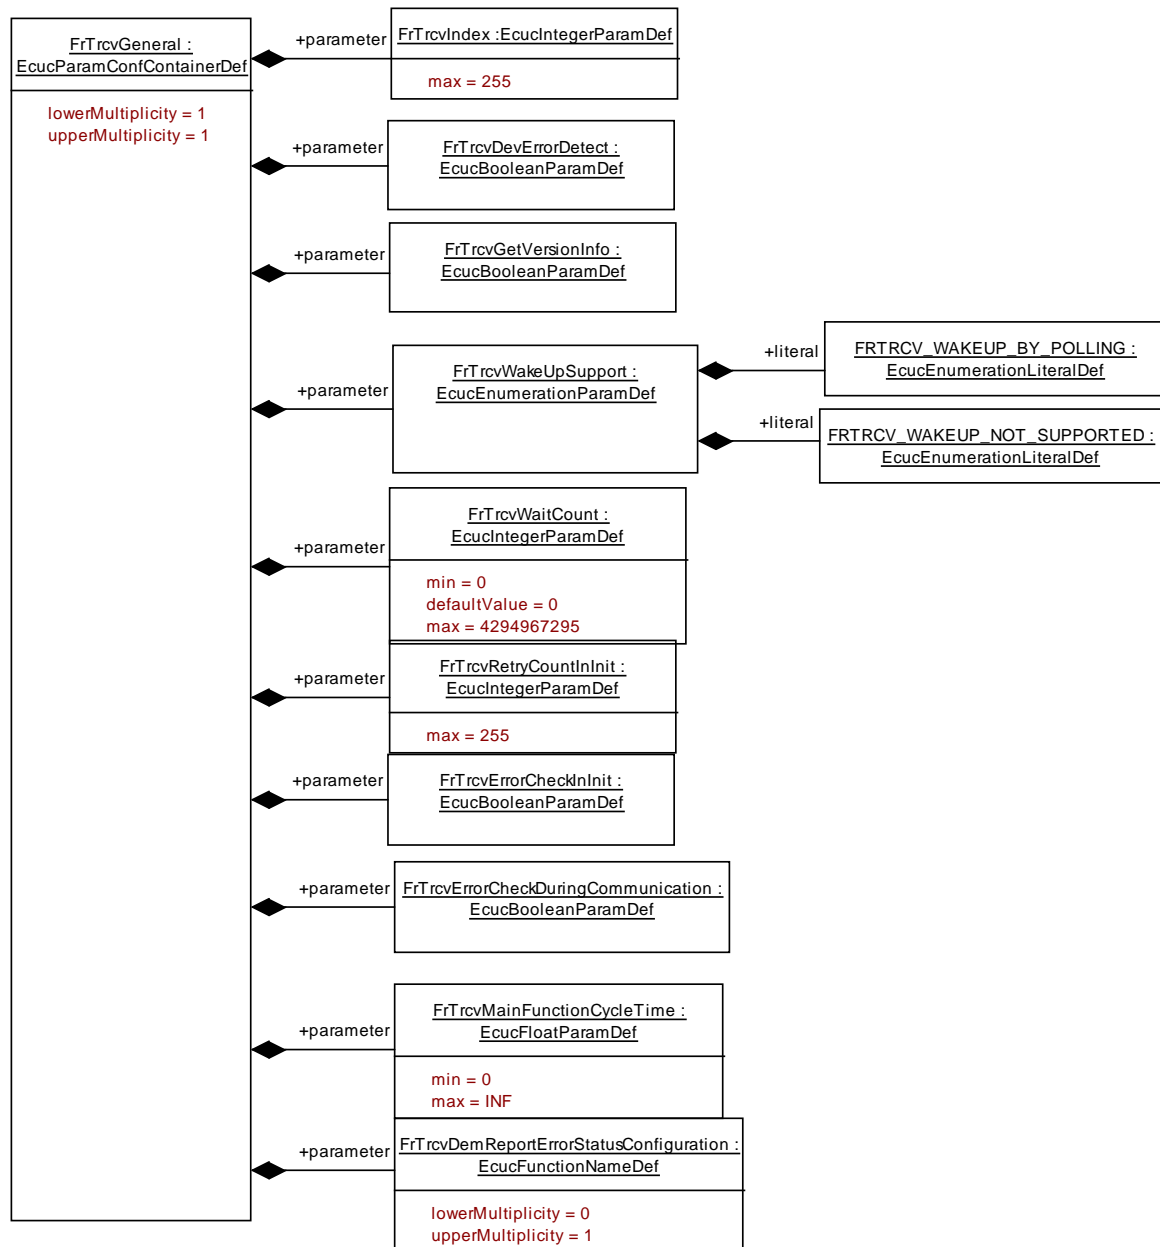 FrTrcvGeneral :
EcucParamConfContainerDef
lowerMultiplicity = 1
upperMultiplicity = 1
+parameter
FrTrcvIndex :EcucIntegerParamDef
max = 255
+parameter
FrTrcvDevErrorDetect :
EcucBooleanParamDef
+parameter
FrTrcvGetVersionInfo :
EcucBooleanParamDef
+parameter
FrTrcvWakeUpSupport :
EcucEnumerationParamDef
+literal
FRTRCV_WAKEUP_BY_POLLING :
EcucEnumerationLiteralDef
+literal
FRTRCV_WAKEUP_NOT_SUPPORTED :
EcucEnumerationLiteralDef
+parameter
FrTrcvWaitCount :
EcucIntegerParamDef
min = 0
defaultValue = 0
max = 4294967295
+parameter
FrTrcvRetryCountInInit :
EcucIntegerParamDef
max = 255
+parameter
FrTrcvErrorCheckInInit :
EcucBooleanParamDef
+parameter
FrTrcvErrorCheckDuringCommunication :
EcucBooleanParamDef
+parameter
FrTrcvMainFunctionCycleTime :
EcucFloatParamDef
min = 0
max = INF
+parameter
FrTrcvDemReportErrorStatusConfiguration :
EcucFunctionNameDef
lowerMultiplicity = 0
upperMultiplicity = 1